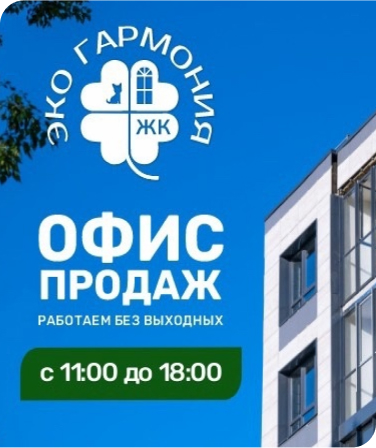 ЭКО ГАРМОНИЯ
ЖК
ОФИС
ПРОДАЖ
РАБОТАЕМ БЕЗ ВЫХОДНЫХ
с 11:00 до 18:00